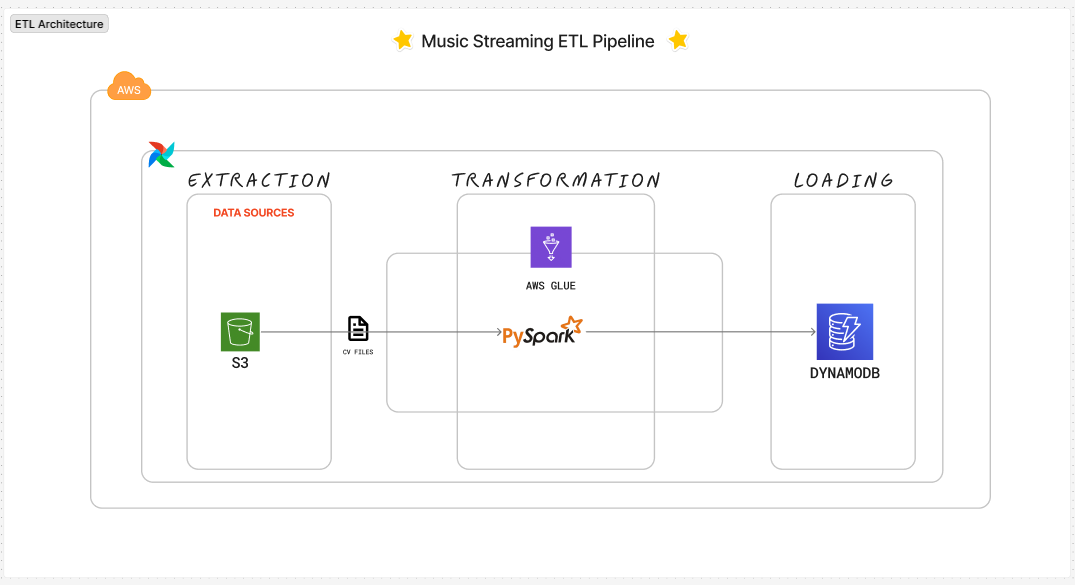 ETL Architecture
Music Streaming ETL Pipeline
AWS
EXTRACTION
TRANSFORMATION
LOADING
DATA SOURCES
AWS GLUE
PySpark
CV FILES
S3
DYNAMODB